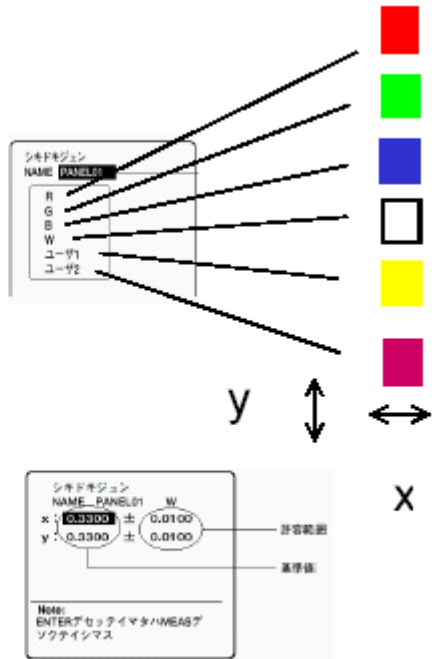 シキドキジュン
NAME PANEL01
R
G
B
W
ユーザ1
ユーザ2
y
x
シキドキジュン
NAME PANEL01 W
x : 0.3300 ± 0.0100
y : 0.3300 ± 0.0100
許容範囲
基準値
Note:
ENTERデセッテイマタハMEASデ
ソクテイシマス